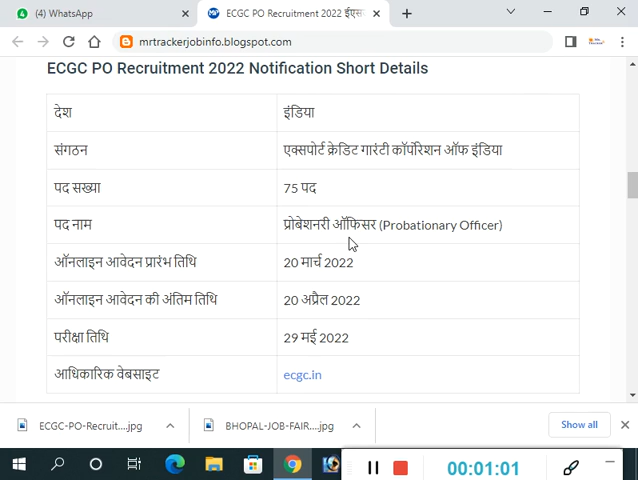 (4) WhatsApp
ECGC PO Recruitment 2022
mrtrackerjobinfo.blogspot.com
ECGC PO Recruitment 2022 Notification Short Details
देश इंडिया
संगठन एक्सपोर्ट क्रेडिट गारंटी कॉर्पोरेशन ऑफ इंडिया
पद सख्या 75 पद
पद नाम प्रोबेशनरी ऑफिसर (Probationary Officer)
ऑनलाइन आवेदन प्रारंभ तिथि 20 मार्च 2022
ऑनलाइन आवेदन की अंतिम तिथि 20 अप्रैल 2022
परीक्षा तिथि 29 मई 2022
आधिकारिक वेबसाइट ecgc.in
ECGC-PO-Recruit....jpg BHOPAL-JOB-FAIR....jpg Show all
00:01:01